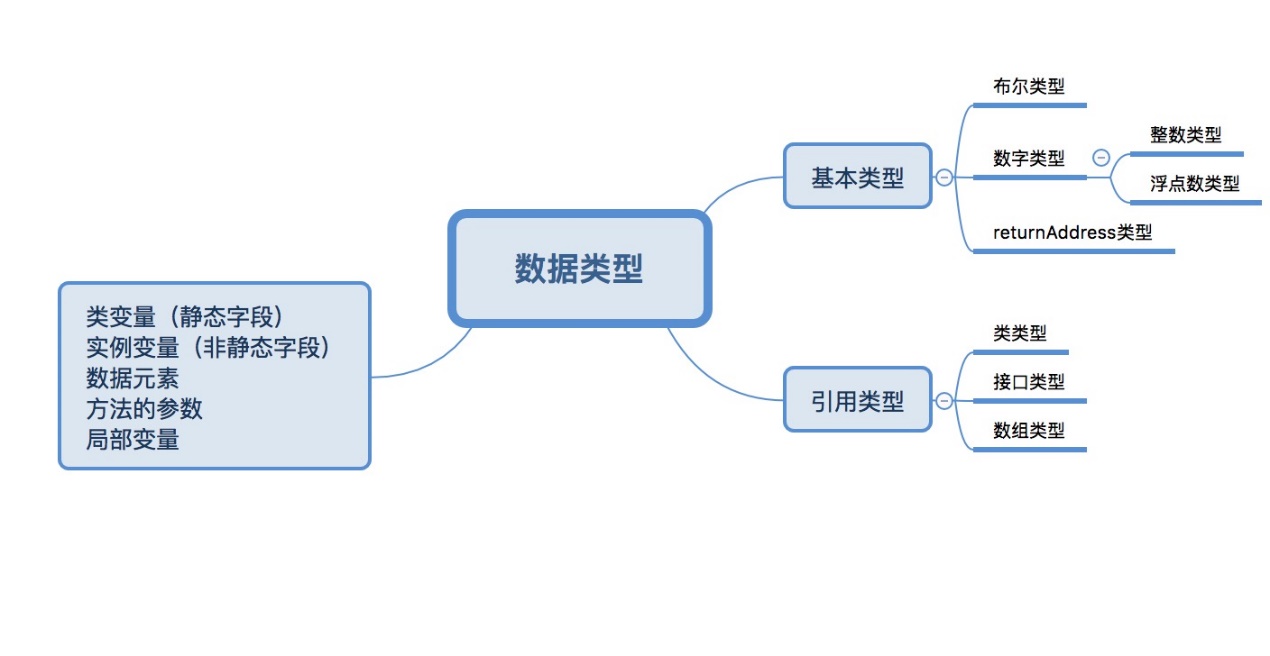 布尔类型
整数类型
数字类型
基本类型
浮点数类型
returnAddress类型
数据类型
类变量（静态字段）
实例变量（非静态字段）
数据元素
方法的参数
局部变量
类类型
接口类型
引用类型
数组类型